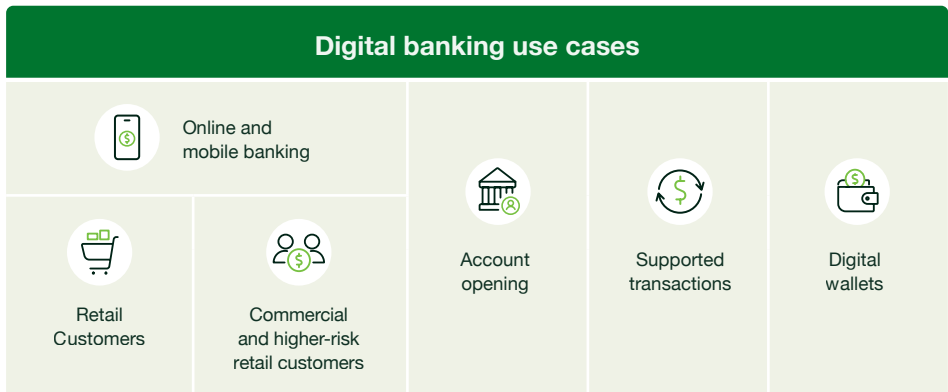 Digital banking use cases
Online and
mobile banking
Retail
Customers
Commercial
and higher-risk
retail customers
Account
opening
Supported
transactions
Digital
wallets